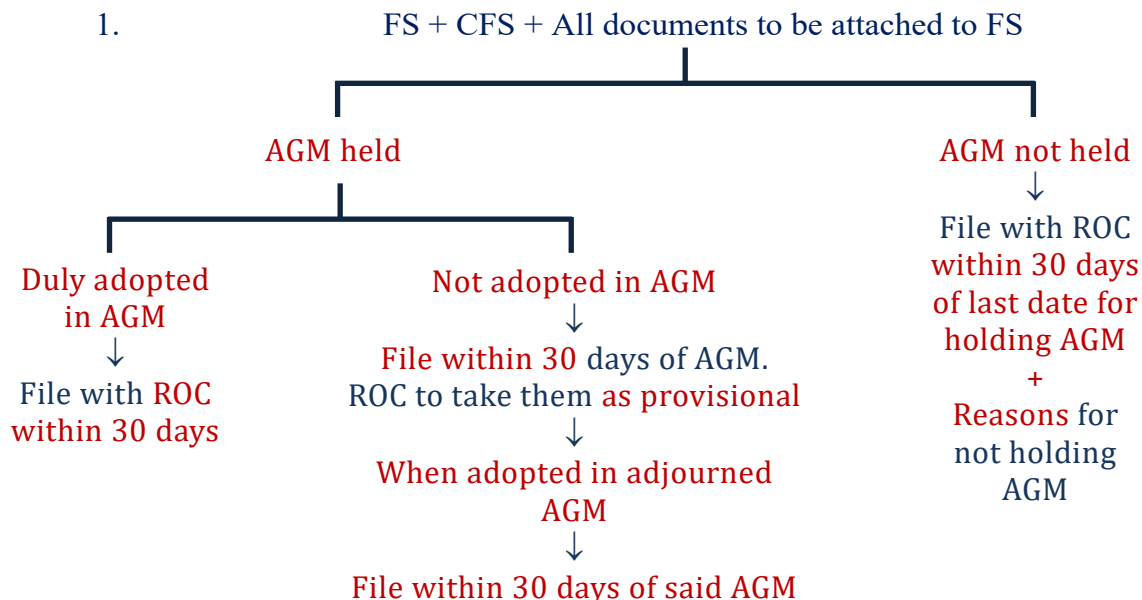 1. FS + CFS + All documents to be attached to FS
AGM held
AGM not held
↓
File with ROC
within 30 days
of last date for
holding AGM
+
Reasons for
not holding
AGM
Duly adopted
in AGM
↓
File with ROC
within 30 days
Not adopted in AGM
↓
File within 30 days of AGM.
ROC to take them as provisional
↓
When adopted in adjourned
AGM
↓
File within 30 days of said AGM